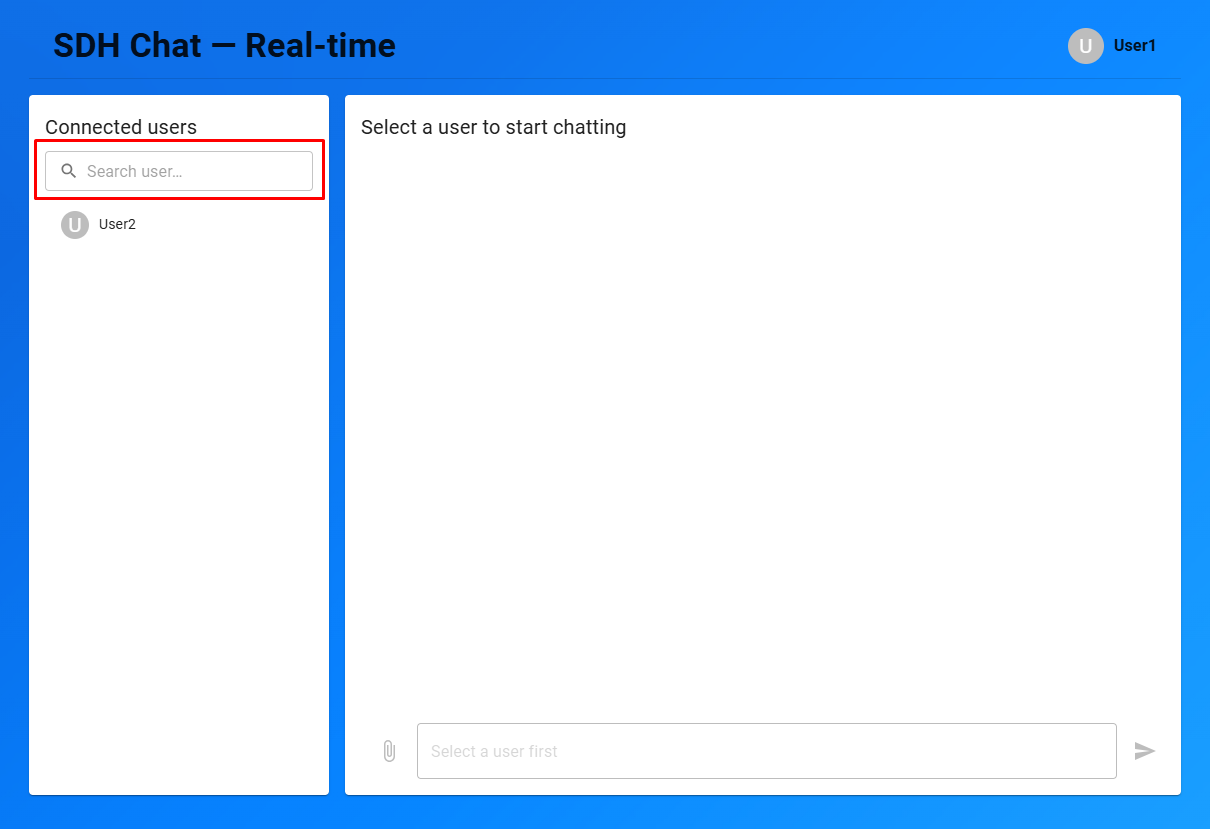 SDH Chat — Real-time
U
User1
Connected users
Search user…
U
User2
Select a user to start chatting
Select a user first